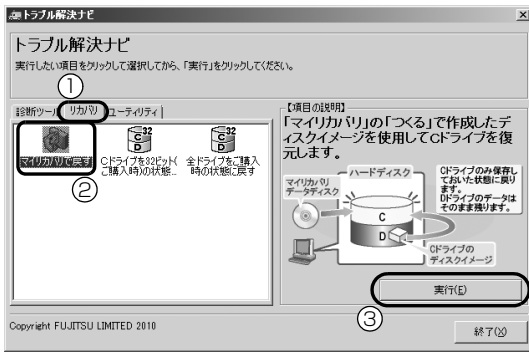 トラブル解決ナビ
トラブル解決ナビ
実行したい項目をクリックして選択してから、「実行」をクリックしてください。
①
診断ツール
リカバリ
ユーティリティ
マイリカバリで戻す
Cドライブを32ビット(
ご購入時)の状態...
全ドライブをご購入
時の状態に戻す
②
【項目の説明】
「マイリカバリ」の「つくる」で作成したデ
ィスクイメージを使用してCドライブを復
元します。
マイリカバリ
データディスク
ハードディスク
C
D
Cドライブのみ保存し
ておいた状態に戻り
ます。
Dドライブのデータは
そのまま残ります。
Cドライブの
ディスクイメージ
実行(E)
③
Copyright FUJITSU LIMITED 2010
終了(X)